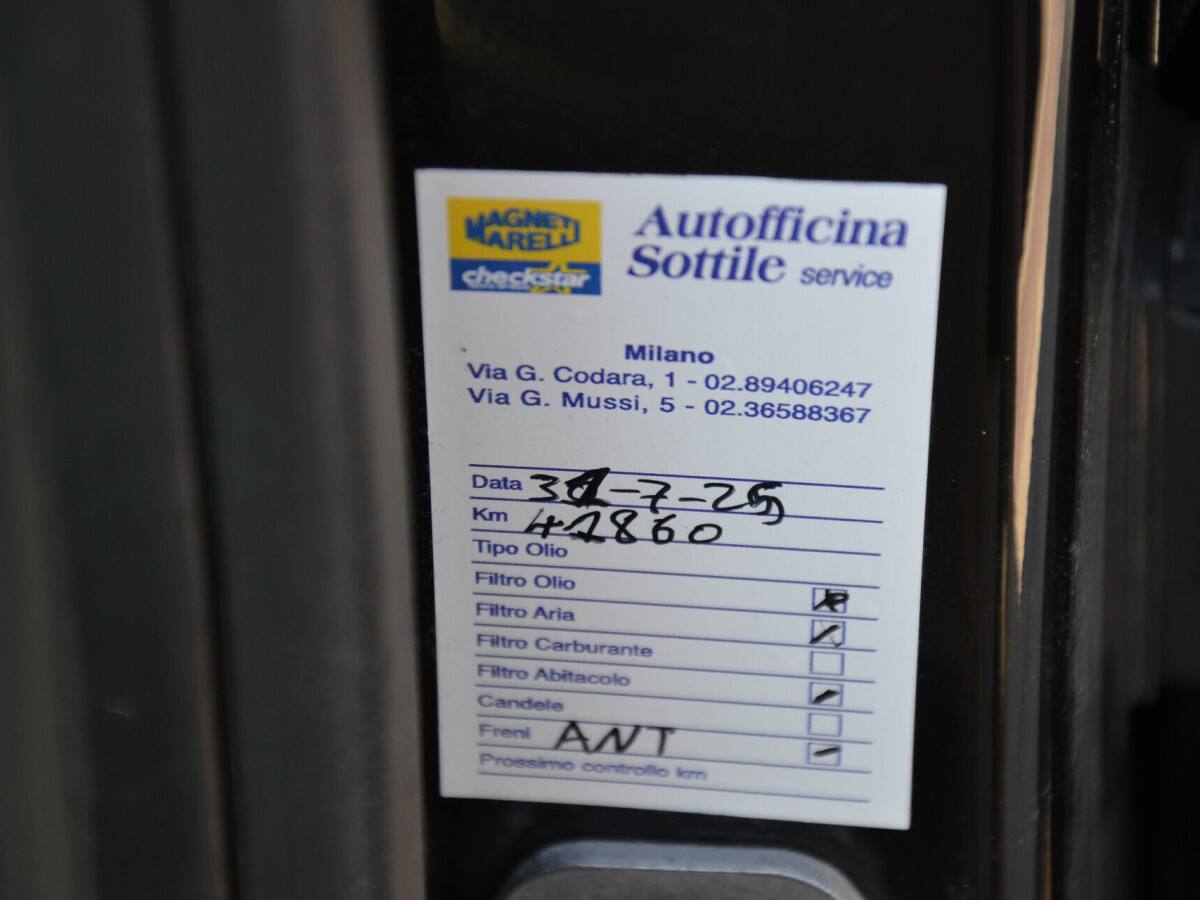 MAGNETI
MARELLI
checkstar
Autofficina
Sottile service
Milano
Via G. Codara, 1 - 02.89406247
Via G. Mussi, 5 - 02.36588367
Data 31-7-25
Km 41860
Tipo Olio
Filtro Olio
Filtro Aria
Filtro Carburante
Filtro Abitacolo
Candele
Freni ANT
Prossimo controllo km